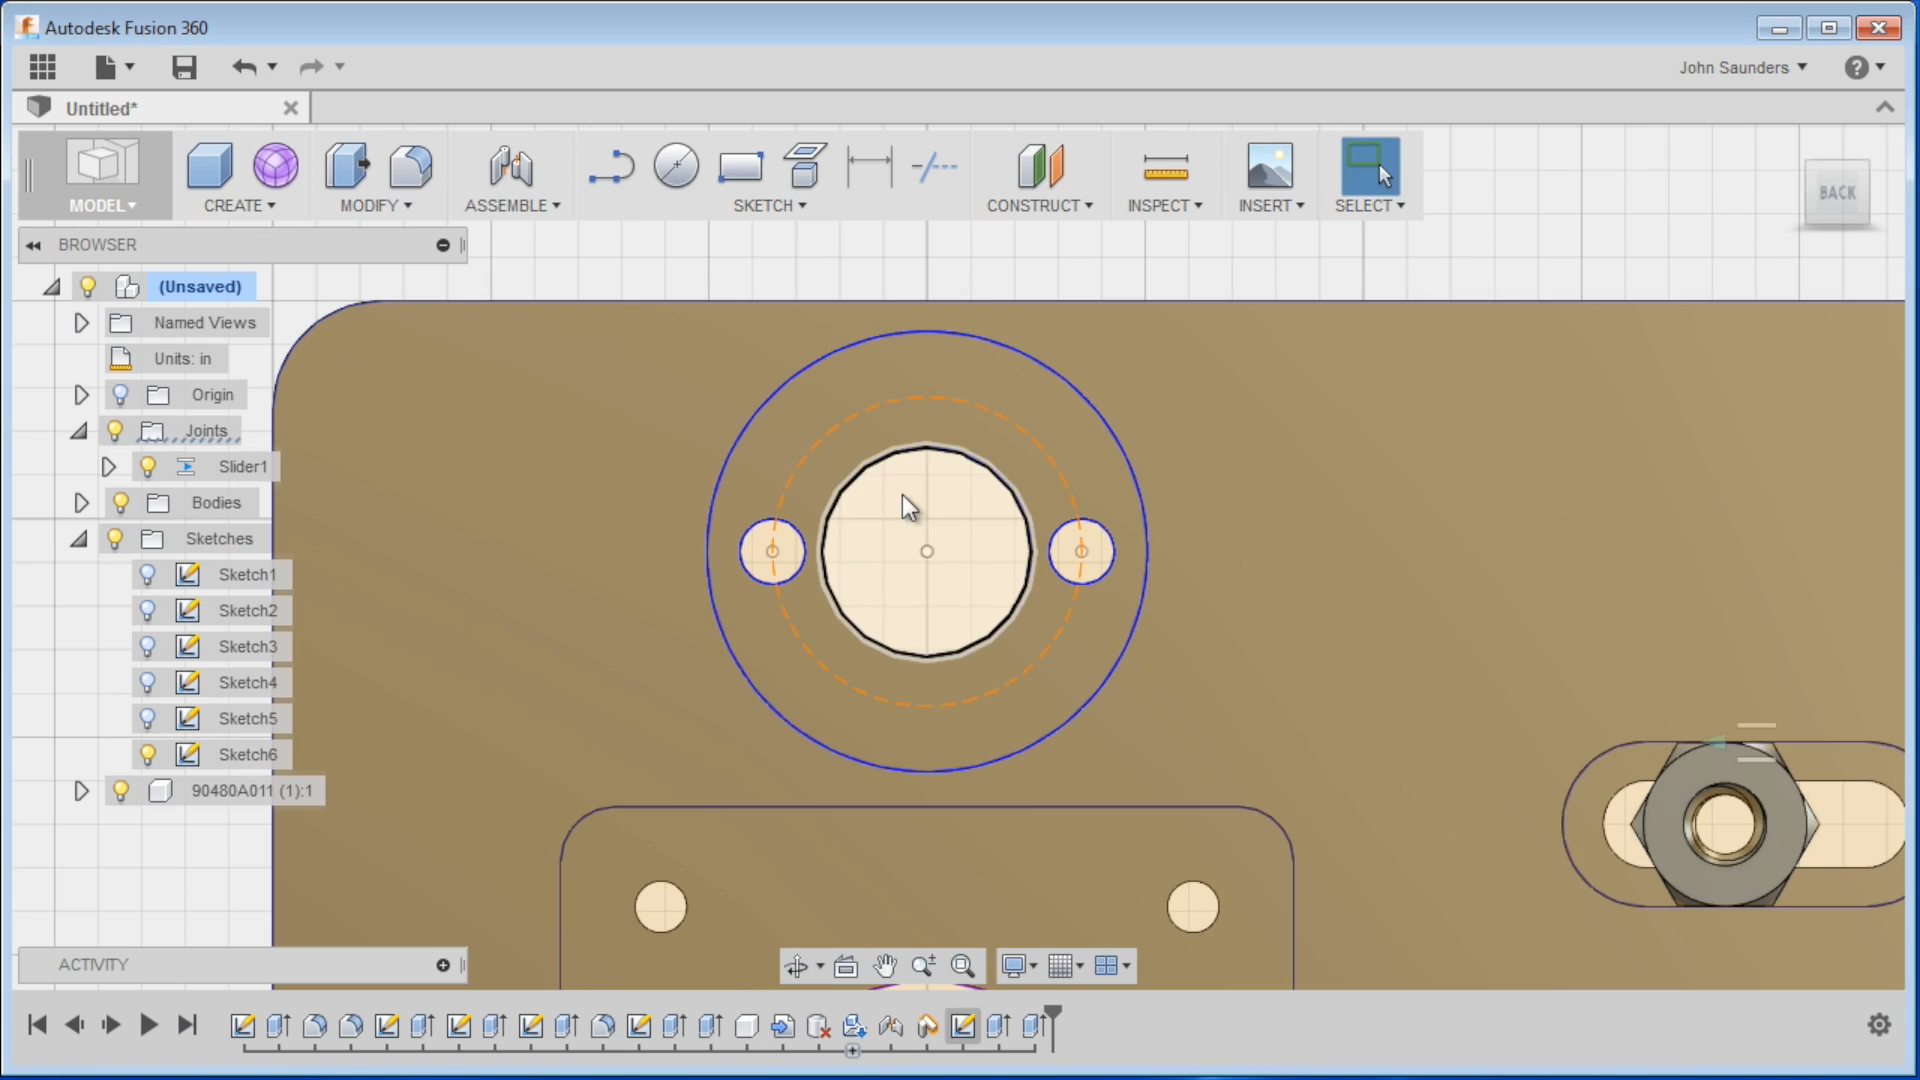 Autodesk Fusion 360
John Saunders
?
Untitled*
MODEL
CREATE
MODIFY
ASSEMBLE
SKETCH
CONSTRUCT
INSPECT
INSERT
SELECT
BACK
BROWSER
(Unsaved)
Named Views
Units: in
Origin
Joints
Slider1
Bodies
Sketches
Sketch1
Sketch2
Sketch3
Sketch4
Sketch5
Sketch6
90480A011 (1):1
ACTIVITY